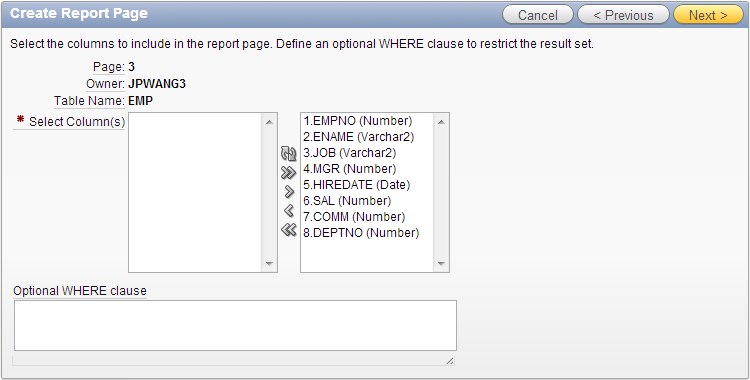 Create Report Page
Cancel
< Previous
Next >
Select the columns to include in the report page. Define an optional WHERE clause to restrict the result set.
Page: 3
Owner: JPWANG3
Table Name: EMP
* Select Column(s)
1.EMPNO (Number)
2.ENAME (Varchar2)
3.JOB (Varchar2)
4.MGR (Number)
5.HIREDATE (Date)
6.SAL (Number)
7.COMM (Number)
8.DEPTNO (Number)
Optional WHERE clause